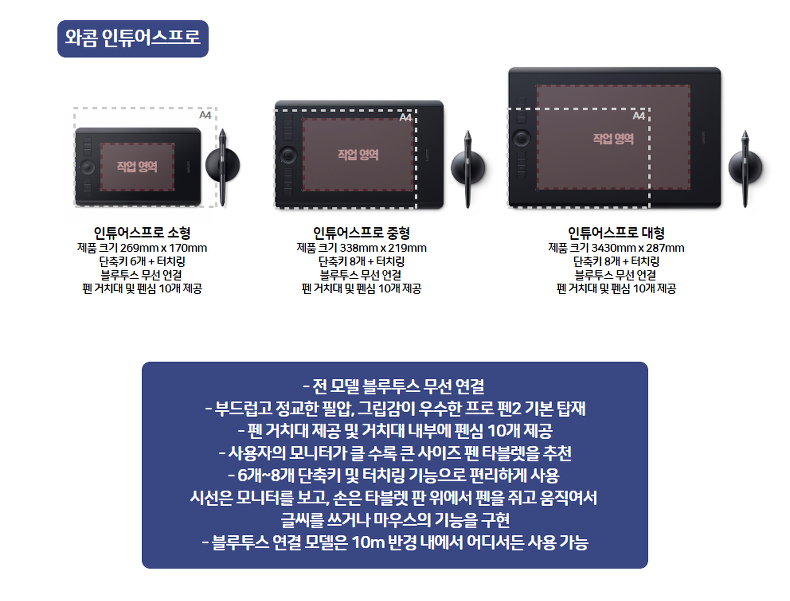 와콤 인튜어스프로
A4
작업 영역
A4
작업 영역
A4
작업 영역
인튜어스프로 소형
제품 크기 269mm x 170mm
단축키 6개 + 터치링
블루투스 무선 연결
펜 거치대 및 펜심 10개 제공
인튜어스프로 중형
제품 크기 338mm x 219mm
단축키 8개 + 터치링
블루투스 무선 연결
펜 거치대 및 펜심 10개 제공
인튜어스프로 대형
제품 크기 3430mm x 287mm
단축키 8개 + 터치링
블루투스 무선 연결
펜 거치대 및 펜심 10개 제공
- 전 모델 블루투스 무선 연결
- 부드럽고 정교한 필압, 그립감이 우수한 프로 펜2 기본 탑재
- 펜 거치대 제공 및 거치대 내부에 펜심 10개 제공
- 사용자의 모니터가 클 수록 큰 사이즈 펜 타블렛을 추천
- 6개~8개 단축키 및 터치링 기능으로 편리하게 사용
시선은 모니터를 보고, 손은 타블렛 판 위에서 펜을 쥐고 움직여서
글씨를 쓰거나 마우스의 기능을 구현
- 블루투스 연결 모델은 10m 반경 내에서 어디서든 사용 가능